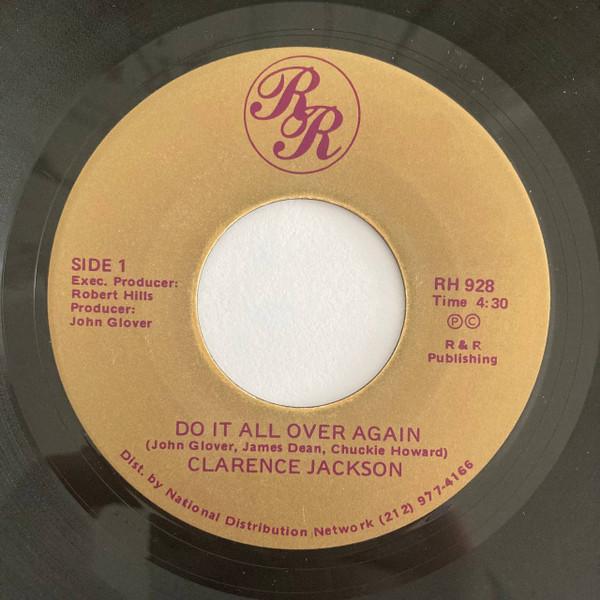 RR
SIDE 1
Exec. Producer:
Robert Hills
Producer:
John Glover
RH 928
Time 4:30
ⓅⒸ
R & R
Publishing
DO IT ALL OVER AGAIN
(John Glover, James Dean, Chuckie Howard)
CLARENCE JACKSON
Dist. by National Distribution Network (212) 977-4166